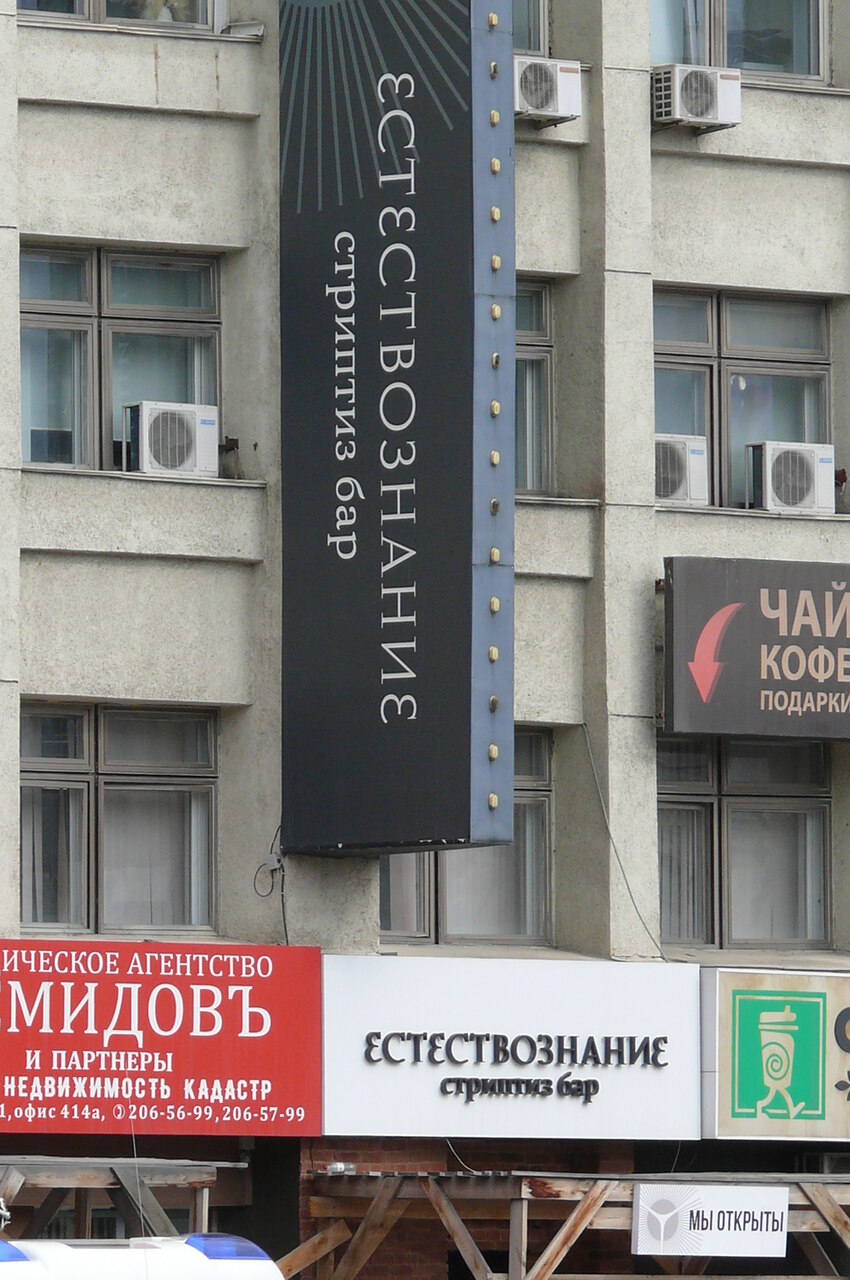 ЕСТЕСТВОЗНАНИЕ
стриптиз бар
ЧАЙ
КОФЕ
ПОДАРКИ
ИЧЕСКОЕ АГЕНТСТВО
ЕМИДОВЪ
И ПАРТНЕРЫ
НЕДВИЖИМОСТЬ КАДАСТР
1, офис 414а, 206-56-99, 206-57-99
ЕСТЕСТВОЗНАНИЕ
стриптиз бар
МЫ ОТКРЫТЫ